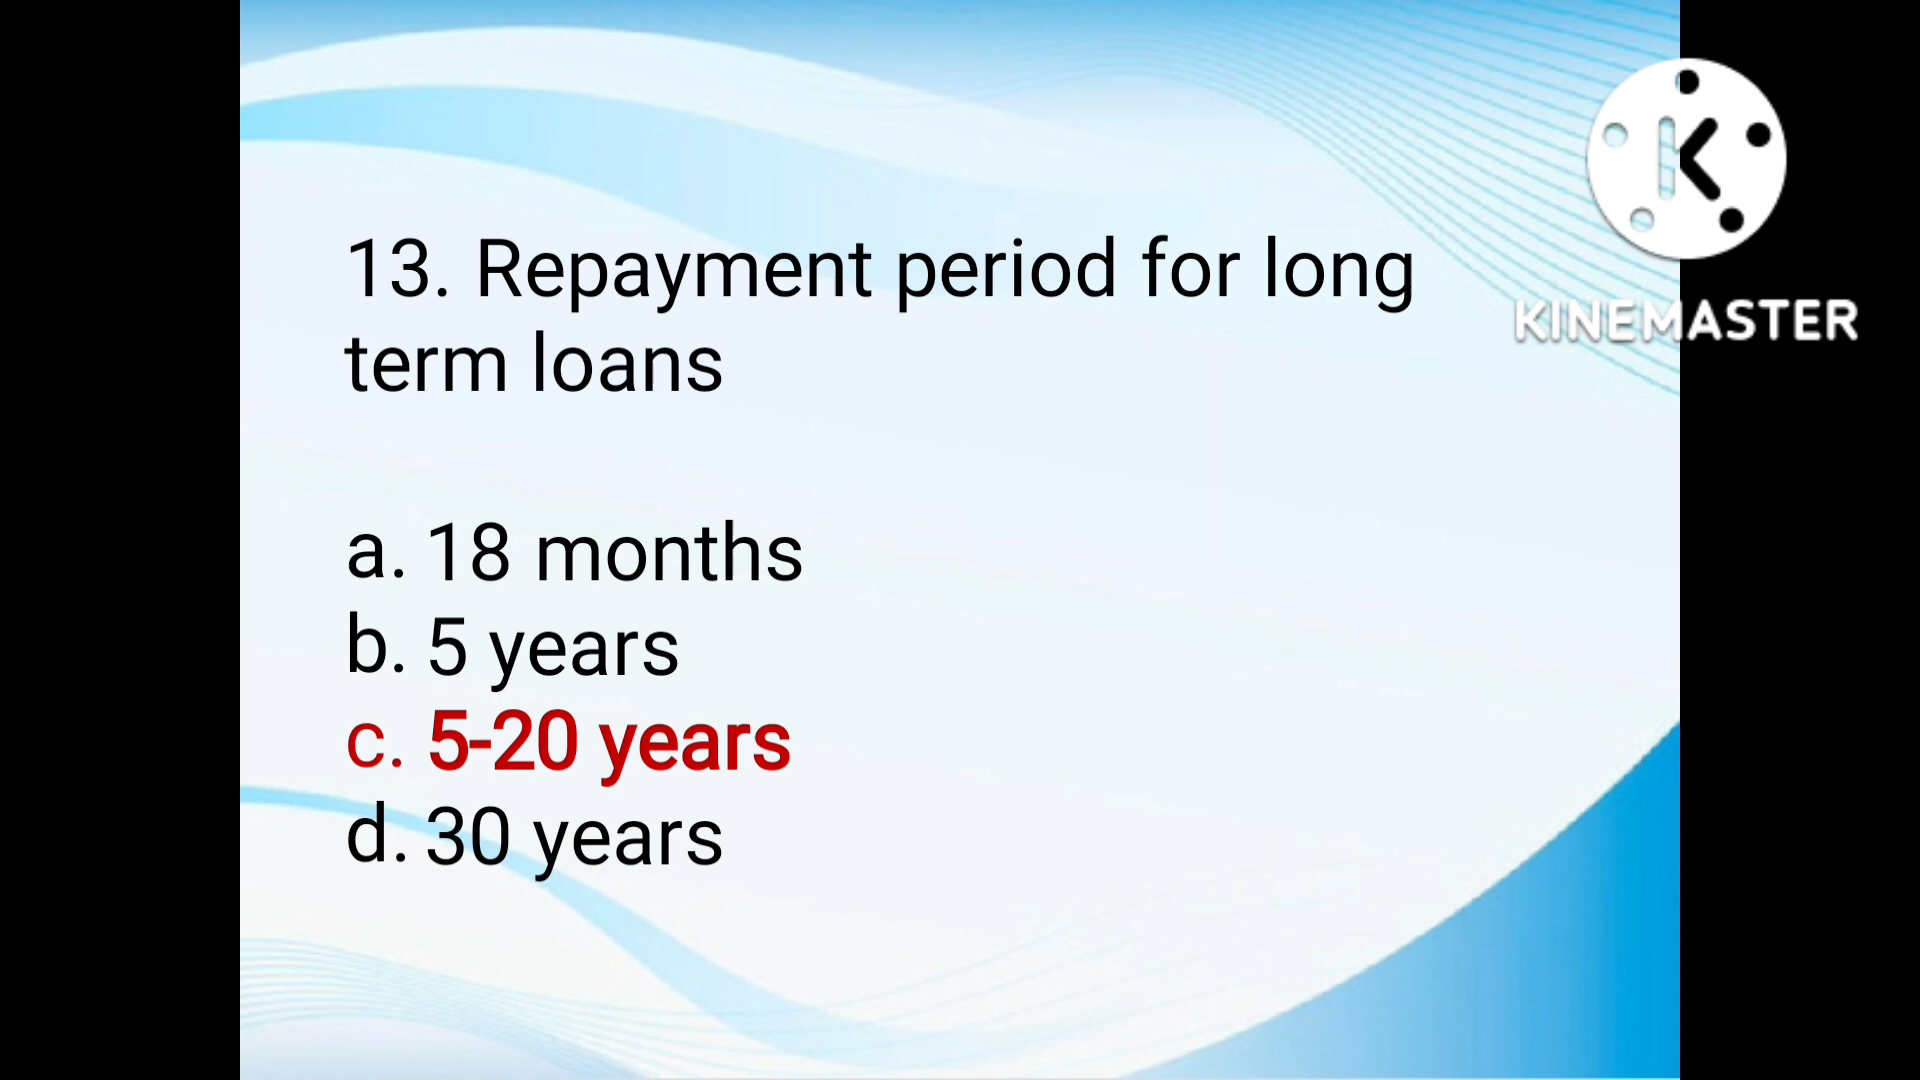 13. Repayment period for long
term loans
a. 18 months
b. 5 years
c. 5-20 years
d. 30 years
K
KINEMASTER